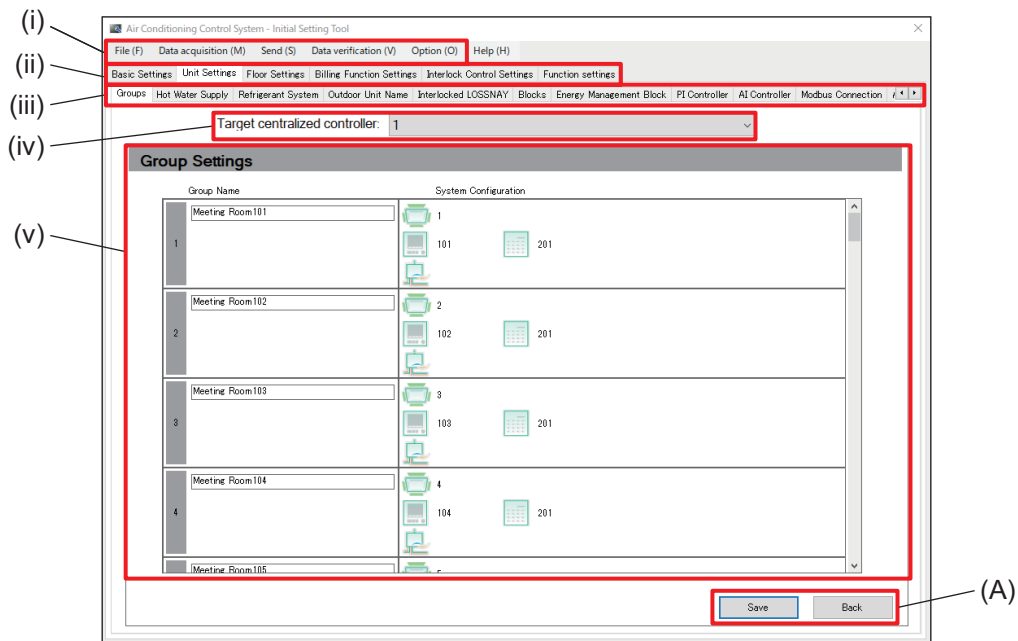 (i)
Air Conditioning Control System - Initial Setting Tool
File (F) Data acquisition (M) Send (S) Data verification (V) Option (O) Help (H)
(ii)
Basic Settings Unit Settings Floor Settings Billing Function Settings Interlock Control Settings Function settings
(iii)
Groups Hot Water Supply Refrigerant System Outdoor Unit Name Interlocked LOSSNAY Blocks Energy Management Block PI Controller AI Controller Modbus Connection
(iv)
Target centralized controller: 1
Group Settings
Group Name System Configuration
(v)
Meeting Room101 1
1 101 201
Meeting Room102 2
2 102 201
Meeting Room103 3
3 103 201
Meeting Room104 4
4 104 201
Meeting Room105
Save Back
(A)